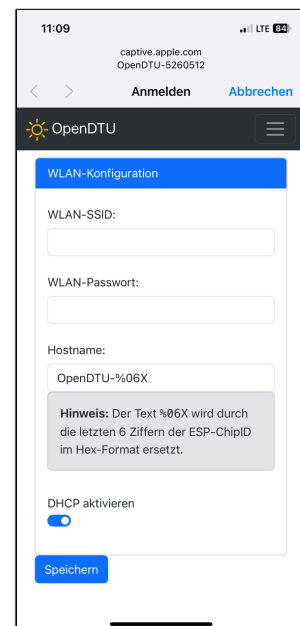 11:09
LTE 84
captive.apple.com
OpenDTU-5260512
Anmelden
Abbrechen
OpenDTU
WLAN-Konfiguration
WLAN-SSID:
WLAN-Passwort:
Hostname:
OpenDTU-%06X
Hinweis: Der Text %06X wird durch
die letzten 6 Ziffern der ESP-ChipID
im Hex-Format ersetzt.
DHCP aktivieren
Speichern